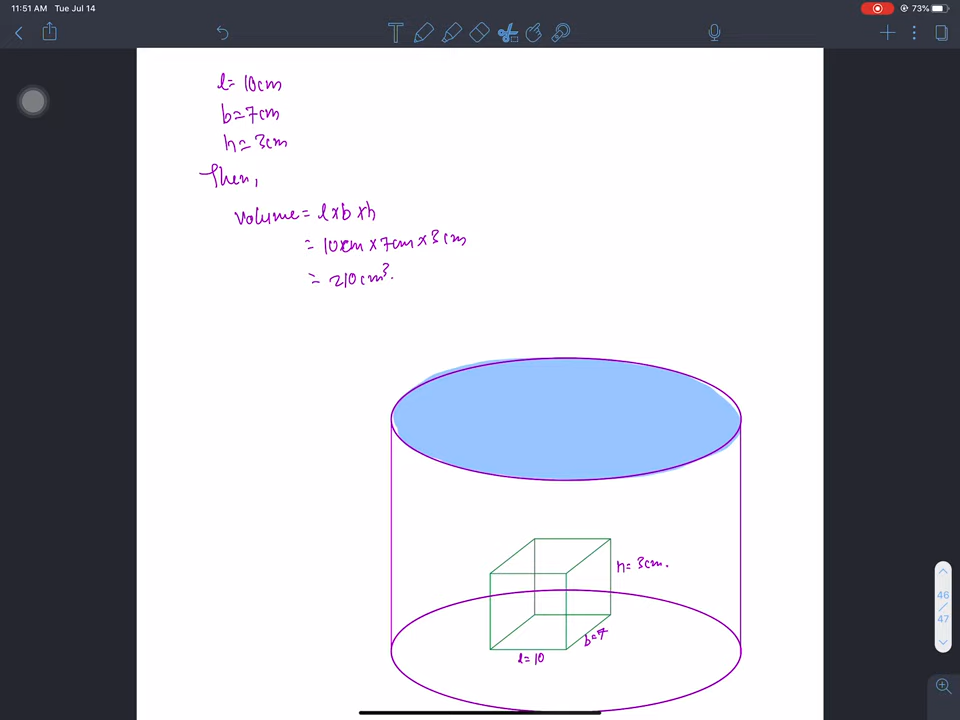 11:51 AM Tue Jul 14
73%
l = 10cm
b = 7cm
h = 3cm
Then,
Volume = l × b × h
= 10cm × 7cm × 3cm
= 210cm³.
h = 3cm.
b = 7
l = 10
46
/
47